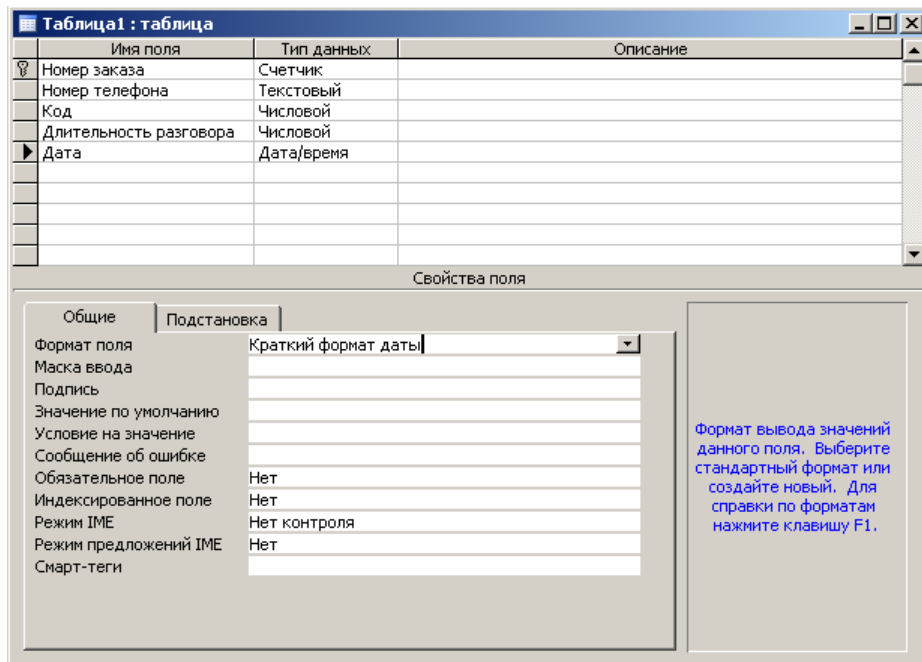 Таблица1 : таблица
Имя поля Тип данных Описание
Номер заказа Счетчик
Номер телефона Текстовый
Код Числовой
Длительность разговора Числовой
Дата Дата/время
Свойства поля
Общие Подстановка
Формат поля Краткий формат даты
Маска ввода
Подпись
Значение по умолчанию
Условие на значение
Сообщение об ошибке
Обязательное поле Нет
Индексированное поле Нет
Режим IME Нет контроля
Режим предложений IME Нет
Смарт-теги
Формат вывода значений
данного поля. Выберите
стандартный формат или
создайте новый. Для
справки по форматам
нажмите клавишу F1.